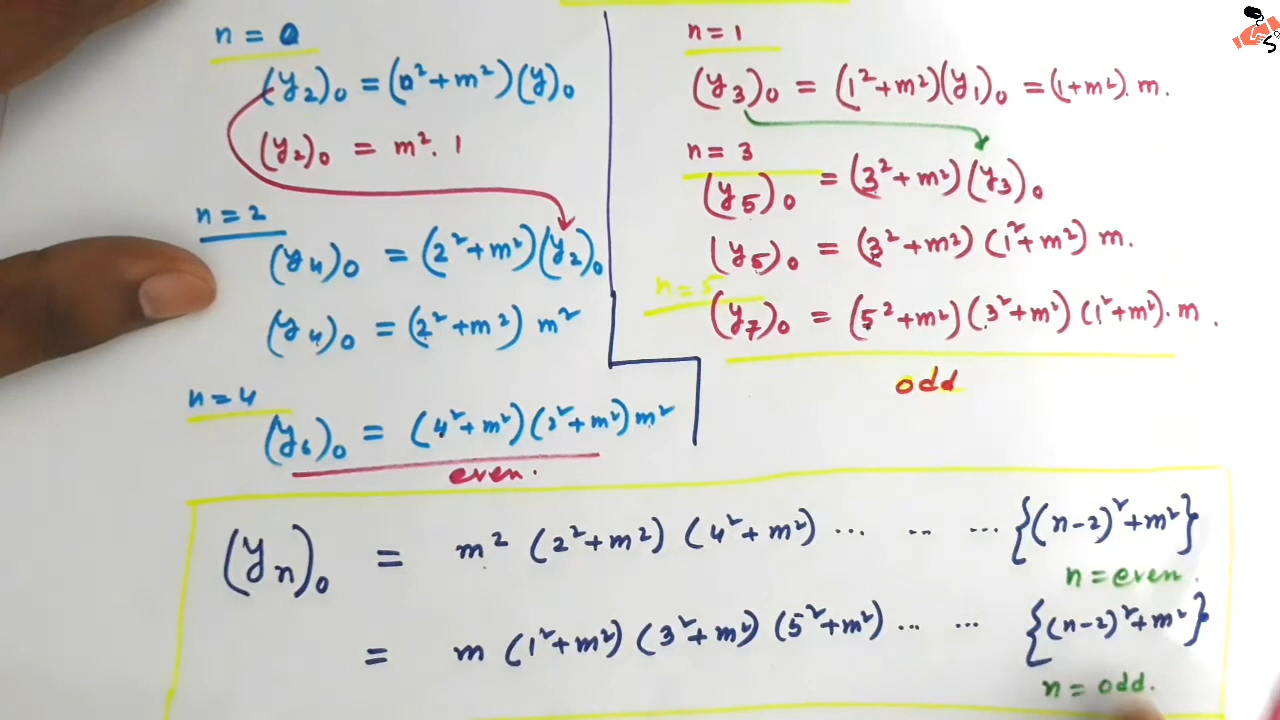 n = 0
(y₂)₀ = (0²+m²)(y)₀
(y₂)₀ = m². 1
n = 2
(y₄)₀ = (2²+m²)(y₂)₀
(y₄)₀ = (2²+m²) m²
n = 4
(y₆)₀ = (4²+m²)(2²+m²)m²
even.
n = 1
(y₃)₀ = (1²+m²)(y₁)₀ = (1+m²). m.
n = 3
(y₅)₀ = (3²+m²)(y₃)₀
(y₅)₀ = (3²+m²) (1²+m²) m.
n = 5
(y₇)₀ = (5²+m²)(3²+m²)(1²+m²). m.
odd
(yₙ)₀ = m² (2²+m²) (4²+m²) ... ... ... {(n-2)²+m²}
n = even.
= m (1²+m²) (3²+m²) (5²+m²) ... ... {(n-2)²+m²}
n = odd.